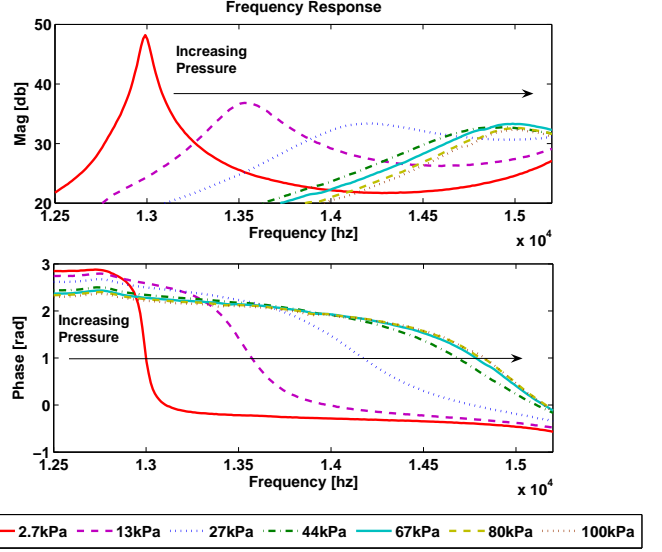 Frequency Response
50
40
30
20
Mag [db]
Increasing
Pressure
1.25 1.3 1.35 1.4 1.45 1.5
Frequency [hz]
x 10^4
3
2
1
0
−1
Phase [rad]
Increasing
Pressure
1.25 1.3 1.35 1.4 1.45 1.5
Frequency [hz]
x 10^4
2.7kPa 13kPa 27kPa 44kPa 67kPa 80kPa 100kPa